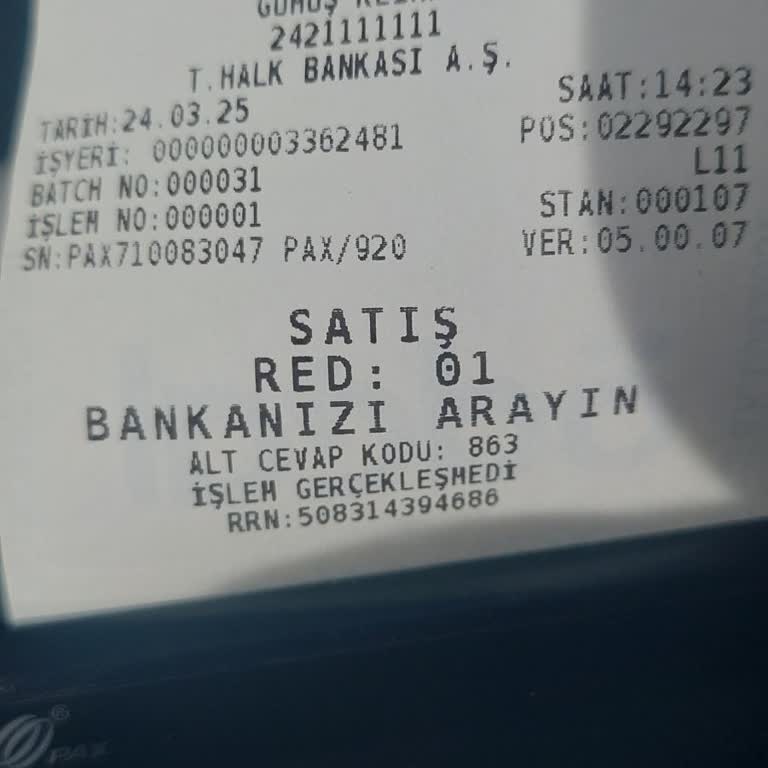 2421111111
T.HALK BANKASI A.Ş.
TARİH:24.03.25 SAAT:14:23
İŞYERİ: 000000003362481 POS:02292297
BATCH NO:000031 L11
İŞLEM NO:000001 STAN:000107
SN:PAX710083047 PAX/920 VER:05.00.07
SATIŞ
RED: 01
BANKANIZI ARAYIN
ALT CEVAP KODU: 863
İŞLEM GERÇEKLEŞMEDİ
RRN:508314394686
PAX